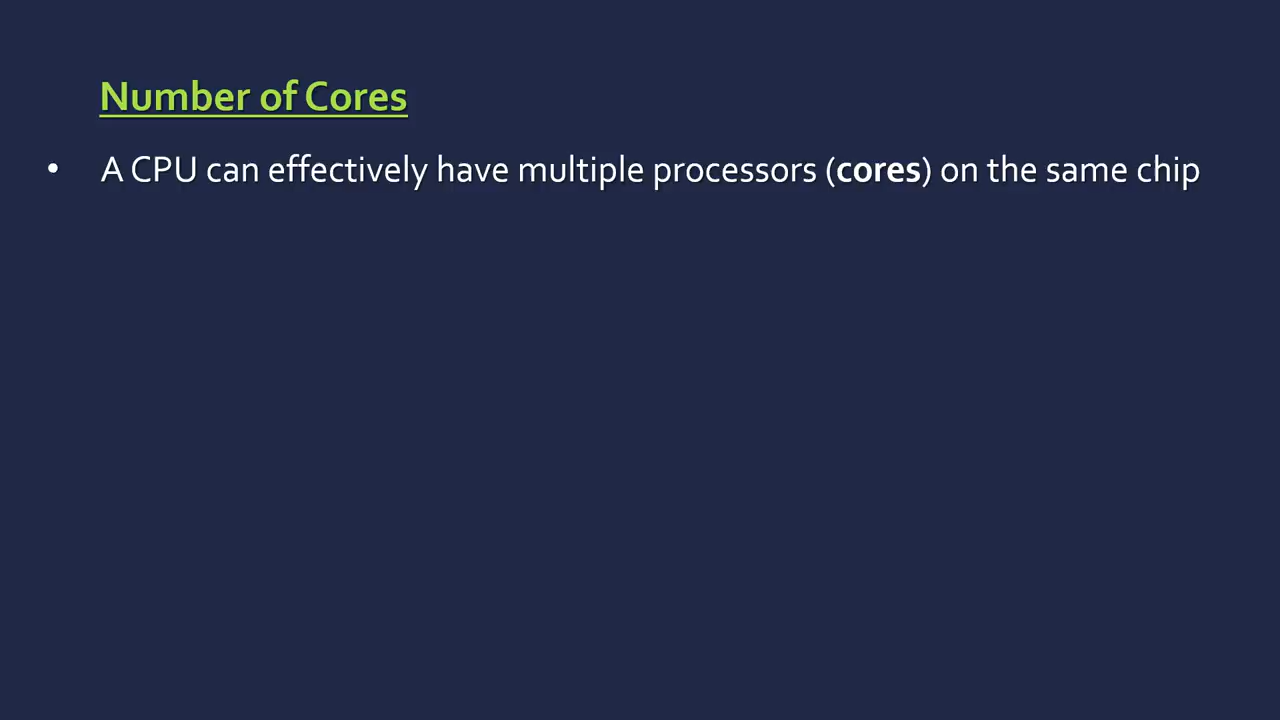 Number of Cores
• A CPU can effectively have multiple processors (cores) on the same chip